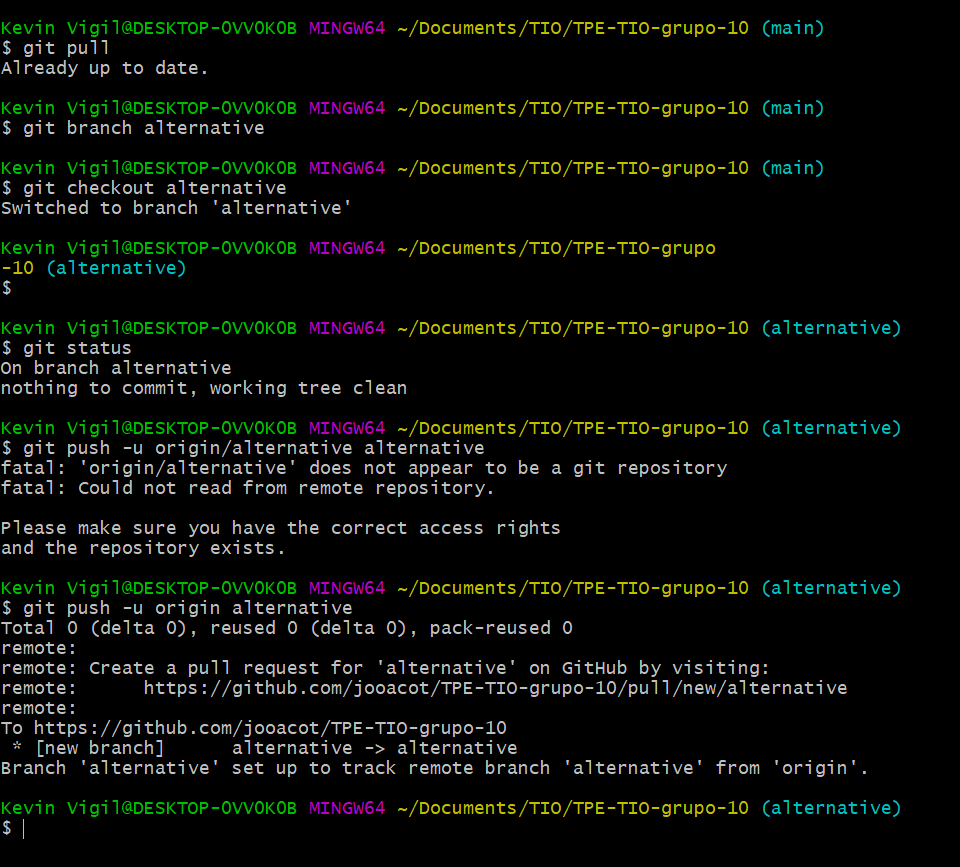 Kevin Vigil@DESKTOP-OVVOKOB MINGW64 ~/Documents/TIO/TPE-TIO-grupo-10 (main)
$ git pull
Already up to date.
Kevin Vigil@DESKTOP-OVVOKOB MINGW64 ~/Documents/TIO/TPE-TIO-grupo-10 (main)
$ git branch alternative
Kevin Vigil@DESKTOP-OVVOKOB MINGW64 ~/Documents/TIO/TPE-TIO-grupo-10 (main)
$ git checkout alternative
Switched to branch 'alternative'
Kevin Vigil@DESKTOP-OVVOKOB MINGW64 ~/Documents/TIO/TPE-TIO-grupo
-10 (alternative)
$
Kevin Vigil@DESKTOP-OVVOKOB MINGW64 ~/Documents/TIO/TPE-TIO-grupo-10 (alternative)
$ git status
On branch alternative
nothing to commit, working tree clean
Kevin Vigil@DESKTOP-OVVOKOB MINGW64 ~/Documents/TIO/TPE-TIO-grupo-10 (alternative)
$ git push -u origin/alternative alternative
fatal: 'origin/alternative' does not appear to be a git repository
fatal: Could not read from remote repository.
Please make sure you have the correct access rights
and the repository exists.
Kevin Vigil@DESKTOP-OVVOKOB MINGW64 ~/Documents/TIO/TPE-TIO-grupo-10 (alternative)
$ git push -u origin alternative
Total 0 (delta 0), reused 0 (delta 0), pack-reused 0
remote:
remote: Create a pull request for 'alternative' on GitHub by visiting:
remote:      https://github.com/jooacot/TPE-TIO-grupo-10/pull/new/alternative
remote:
To https://github.com/jooacot/TPE-TIO-grupo-10
 * [new branch]      alternative -> alternative
Branch 'alternative' set up to track remote branch 'alternative' from 'origin'.
Kevin Vigil@DESKTOP-OVVOKOB MINGW64 ~/Documents/TIO/TPE-TIO-grupo-10 (alternative)
$